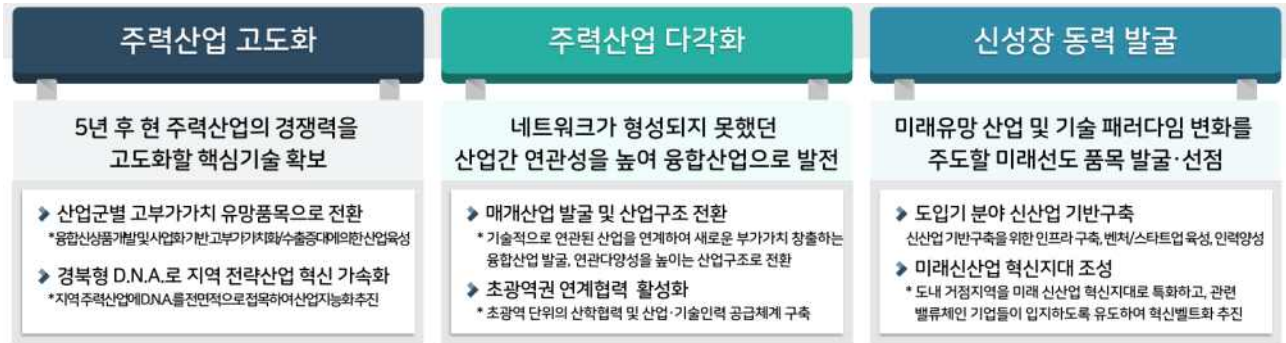 주력산업 고도화
5년 후 현 주력산업의 경쟁력을
고도화할 핵심기술 확보
산업군별 고부가가치 유망품목으로 전환
*융합신상품개발및사업화기반고부가가치화/수출증대에의한산업육성
경북형 D.N.A.로 지역 전략산업 혁신 가속화
*지역주력산업에D.N.A.를전면적으로접목하여산업지능화추진
주력산업 다각화
네트워크가 형성되지 못했던
산업간 연관성을 높여 융합산업으로 발전
매개산업 발굴 및 산업구조 전환
* 기술적으로 연관된 산업을 연계하여 새로운 부가가치 창출하는
융합산업 발굴, 연관다양성을 높이는 산업구조로 전환
초광역권 연계협력 활성화
* 초광역 단위의 산학협력 및 산업·기술인력 공급체계 구축
신성장 동력 발굴
미래유망 산업 및 기술 패러다임 변화를
주도할 미래선도 품목 발굴·선점
도입기 분야 신산업 기반구축
신산업 기반구축을 위한 인프라 구축, 벤처/스타트업 육성, 인력양성
미래신산업 혁신지대 조성
* 도내 거점지역을 미래 신산업 혁신지대로 특화하고, 관련
밸류체인 기업들이 입지하도록 유도하여 혁신벨트화 추진